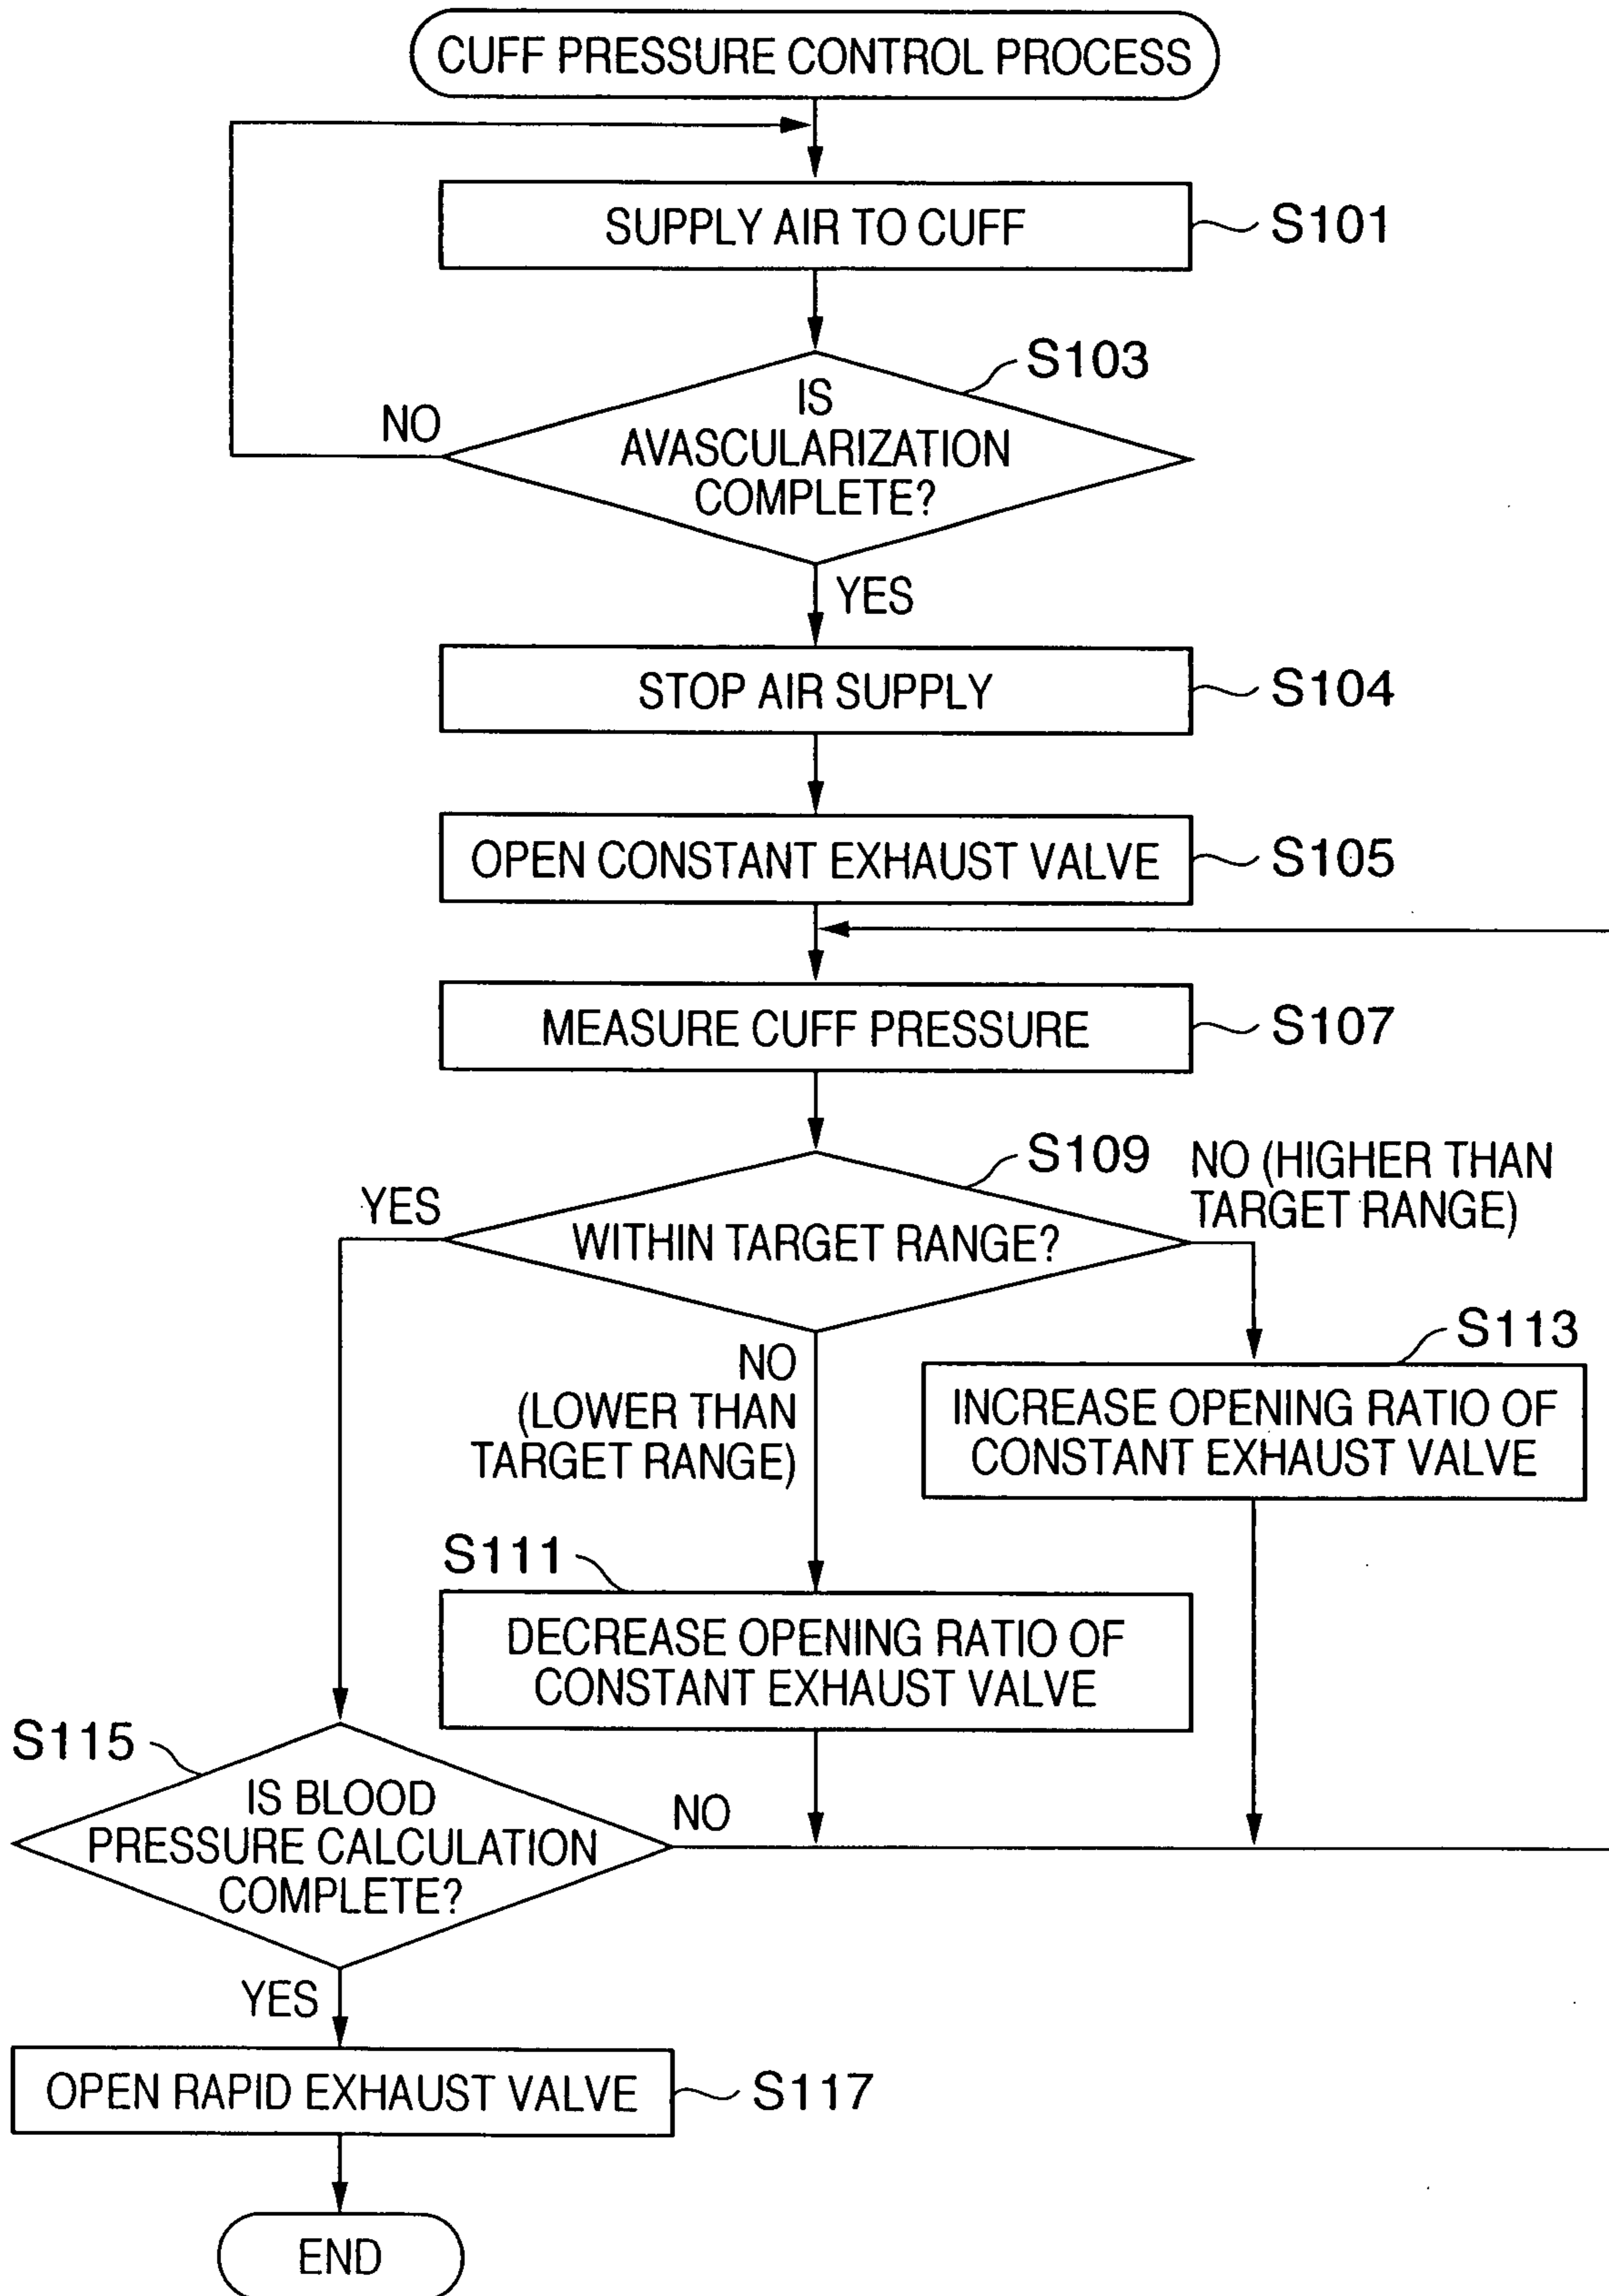 CUFF PRESSURE CONTROL PROCESS
SUPPLY AIR TO CUFF
S101
S103
IS
AVASCULARIZATION
COMPLETE?
NO
YES
STOP AIR SUPPLY
S104
OPEN CONSTANT EXHAUST VALVE
S105
MEASURE CUFF PRESSURE
S107
S109
WITHIN TARGET RANGE?
YES
NO (HIGHER THAN
TARGET RANGE)
NO
(LOWER THAN
TARGET RANGE)
S113
INCREASE OPENING RATIO OF
CONSTANT EXHAUST VALVE
S111
DECREASE OPENING RATIO OF
CONSTANT EXHAUST VALVE
S115
IS BLOOD
PRESSURE CALCULATION
COMPLETE?
NO
YES
OPEN RAPID EXHAUST VALVE
S117
END